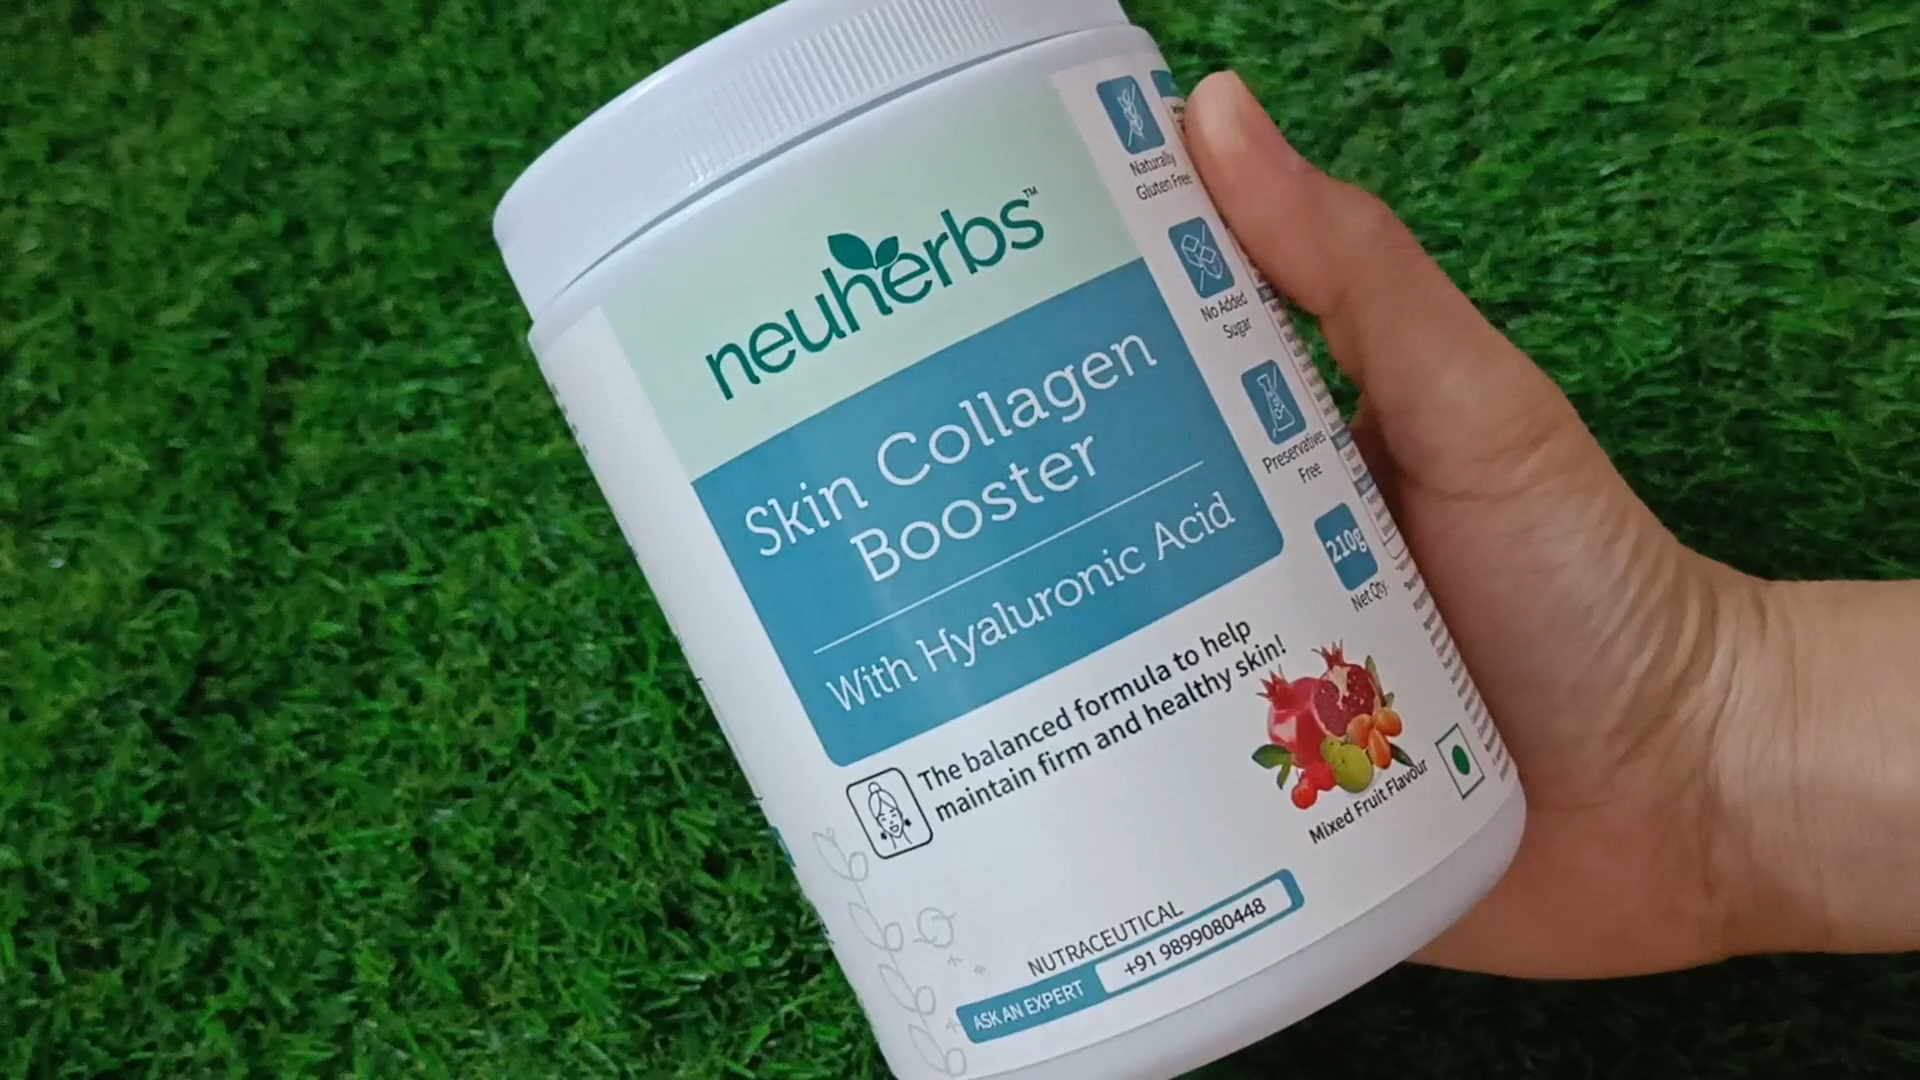 neuherbs™
Skin Collagen
Booster
With Hyaluronic Acid
The balanced formula to help
maintain firm and healthy skin!
Naturally
Gluten Free
No Added
Sugar
Preservatives
Free
210g
Net Qty.
Mixed Fruit Flavour
NUTRACEUTICAL
ASK AN EXPERT +91 9899080448